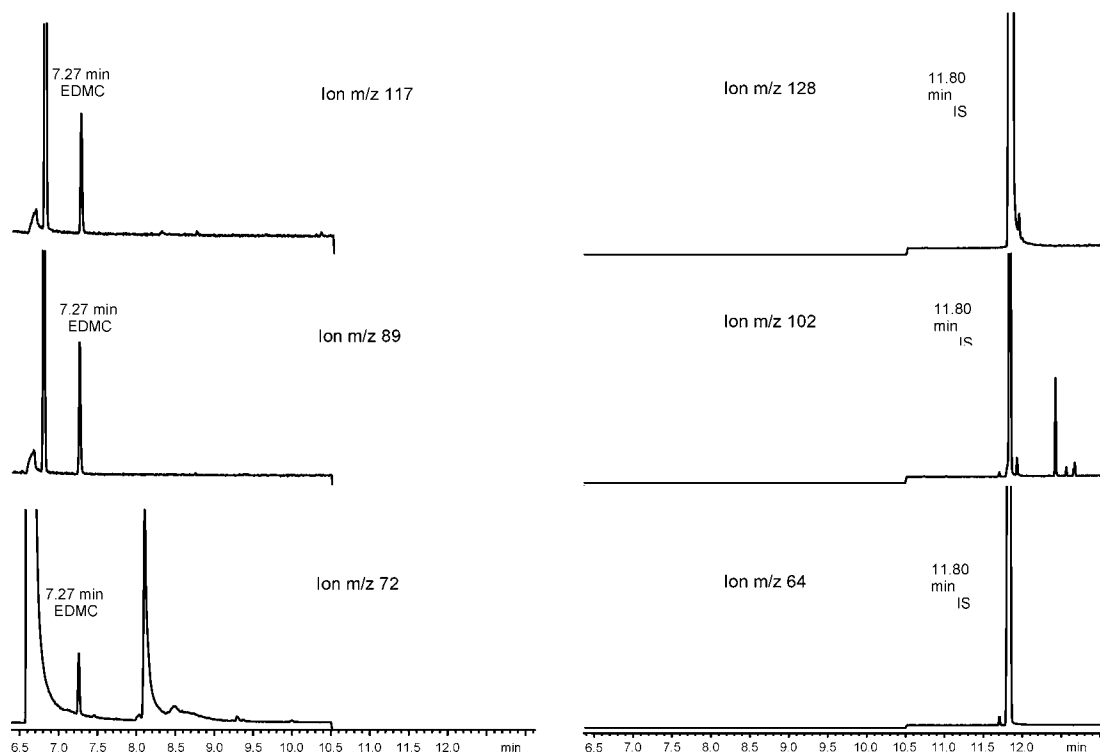 7.27 min
EDMC
Ion m/z 117
7.27 min
EDMC
Ion m/z 89
7.27 min
EDMC
Ion m/z 72
6.5 7.0 7.5 8.0 8.5 9.0 9.5 10.0 10.5 11.0 11.5 12.0 min
Ion m/z 128
11.80
min
IS
Ion m/z 102
11.80
min
IS
Ion m/z 64
11.80
min
IS
6.5 7.0 7.5 8.0 8.5 9.0 9.5 10.0 10.5 11.0 11.5 12.0 min